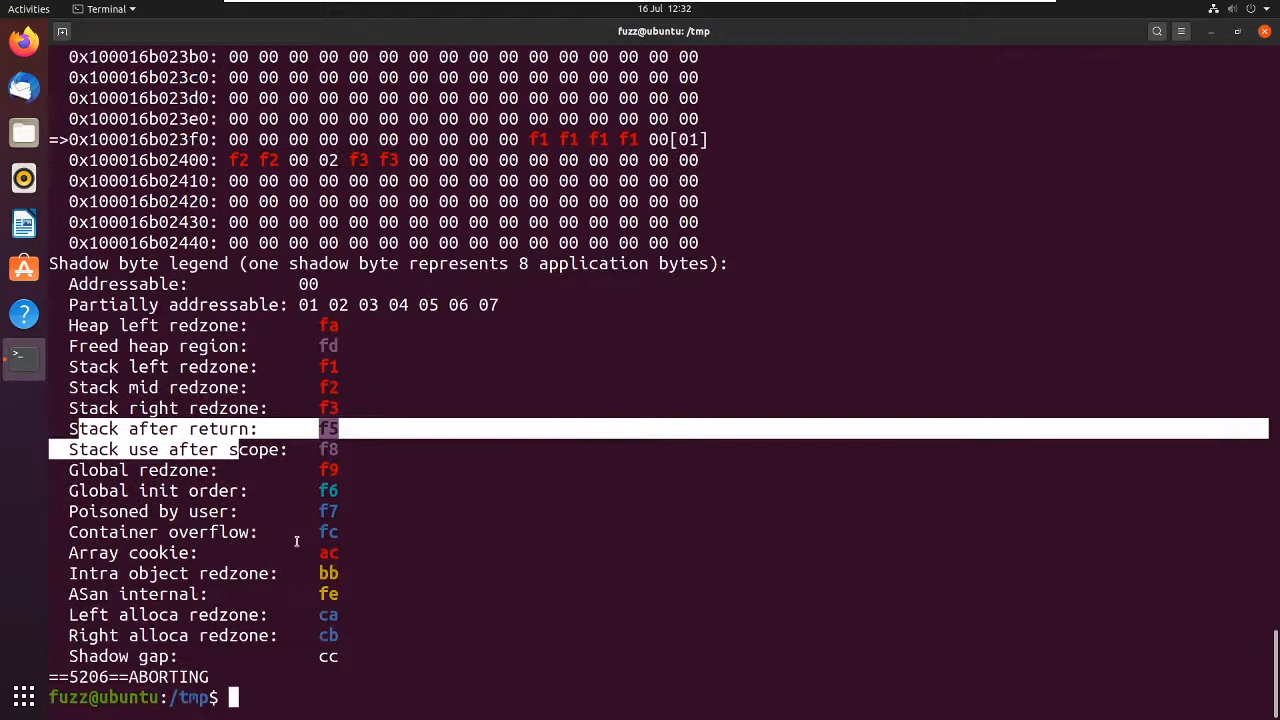 Activities Terminal 16 Jul 12:32
fuzz@ubuntu: /tmp
0x100016b023b0: 00 00 00 00 00 00 00 00 00 00 00 00 00 00 00 00
0x100016b023c0: 00 00 00 00 00 00 00 00 00 00 00 00 00 00 00 00
0x100016b023d0: 00 00 00 00 00 00 00 00 00 00 00 00 00 00 00 00
0x100016b023e0: 00 00 00 00 00 00 00 00 00 00 00 00 00 00 00 00
=>0x100016b023f0: 00 00 00 00 00 00 00 00 00 00 f1 f1 f1 f1 00[01]
0x100016b02400: f2 f2 00 02 f3 f3 00 00 00 00 00 00 00 00 00 00
0x100016b02410: 00 00 00 00 00 00 00 00 00 00 00 00 00 00 00 00
0x100016b02420: 00 00 00 00 00 00 00 00 00 00 00 00 00 00 00 00
0x100016b02430: 00 00 00 00 00 00 00 00 00 00 00 00 00 00 00 00
0x100016b02440: 00 00 00 00 00 00 00 00 00 00 00 00 00 00 00 00
Shadow byte legend (one shadow byte represents 8 application bytes):
Addressable: 00
Partially addressable: 01 02 03 04 05 06 07
Heap left redzone: fa
Freed heap region: fd
Stack left redzone: f1
Stack mid redzone: f2
Stack right redzone: f3
Stack after return: f5
Stack use after scope: f8
Global redzone: f9
Global init order: f6
Poisoned by user: f7
Container overflow: fc
Array cookie: ac
Intra object redzone: bb
ASan internal: fe
Left alloca redzone: ca
Right alloca redzone: cb
Shadow gap: cc
==5206==ABORTING
fuzz@ubuntu:/tmp$